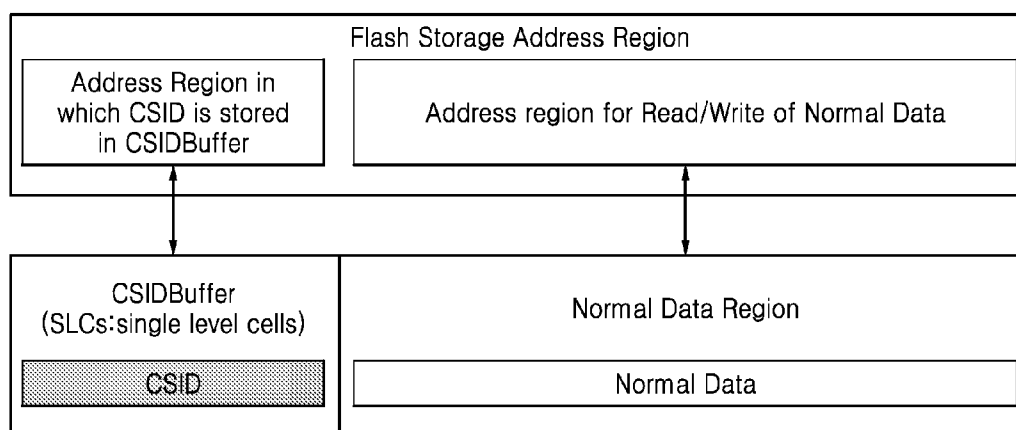 Flash Storage Address Region
Address Region in
which CSID is stored
in CSIDBuffer
Address region for Read/Write of Normal Data
CSIDBuffer
(SLCs:single level cells)
CSID
Normal Data Region
Normal Data